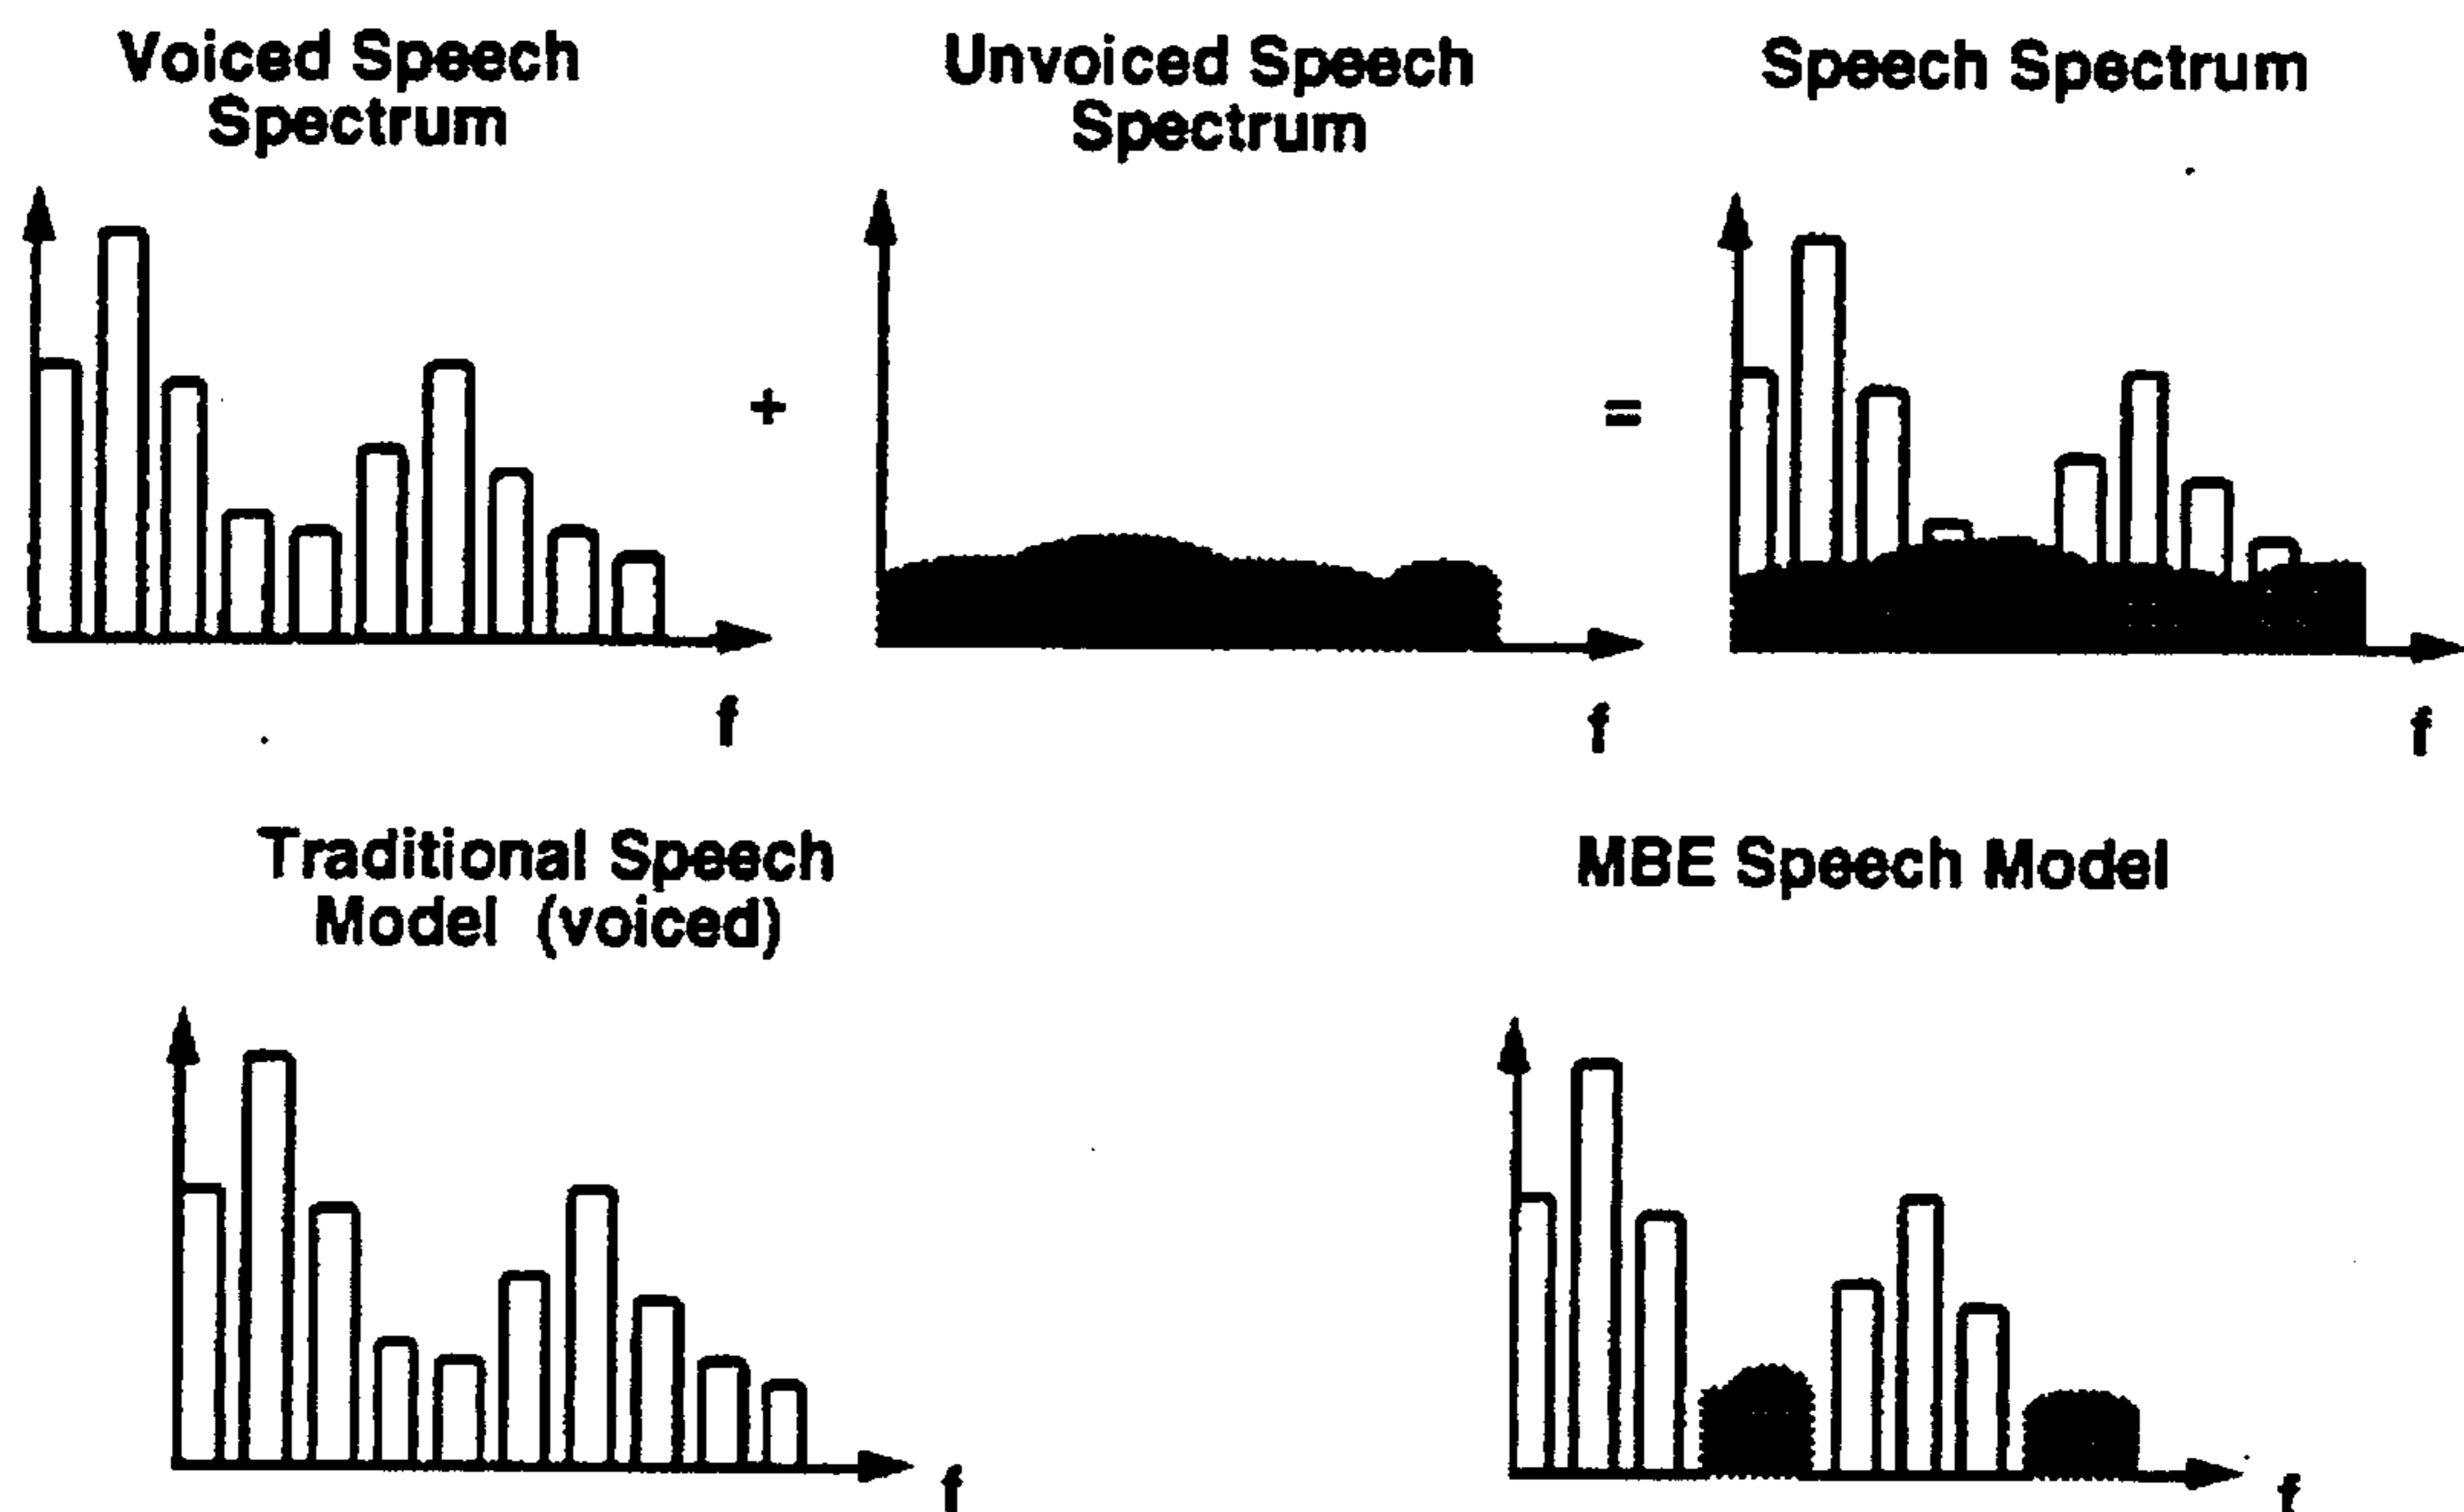 Voiced Speech
Spectrum
Unvoiced Speech
Spectrum
Speech Spectrum
+
=
f
f
f
Traditional Speech
Model (voiced)
MBE Speech Model
f
f